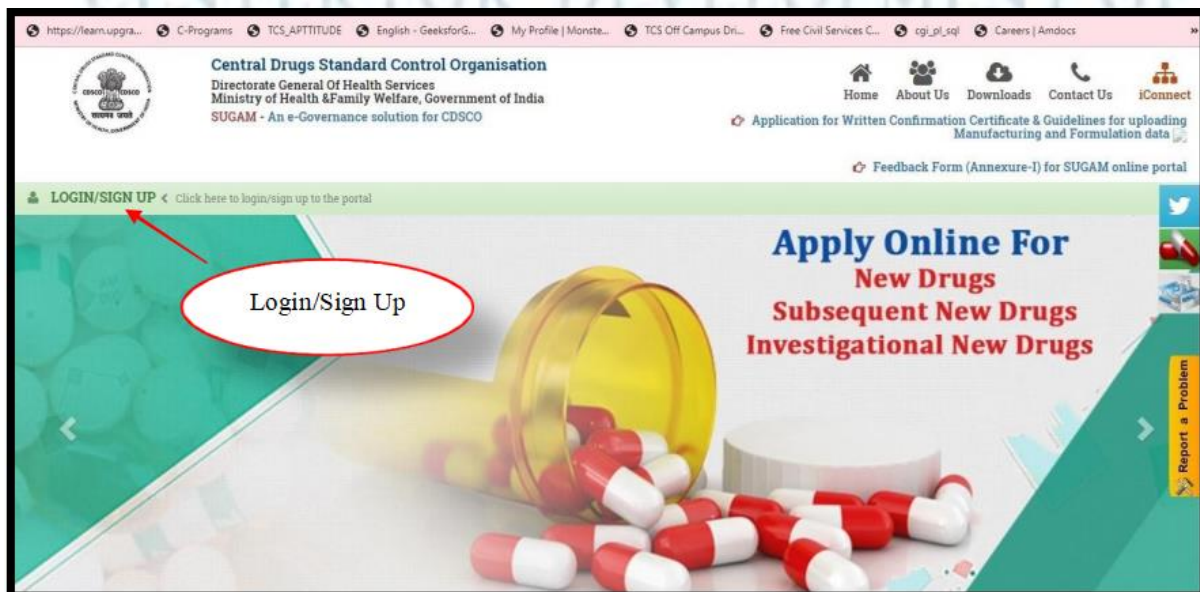 https://learn.upgra... C-Programs TCS_APTTITUDE English - GeeksforG... My Profile | Monste... TCS Off Campus Dri... Free Civil Services C... cgi_pl_sql Careers | Amdocs »
Central Drugs Standard Control Organisation
Directorate General Of Health Services
Ministry of Health &Family Welfare, Government of India
SUGAM - An e-Governance solution for CDSCO
CDSCO CDSCO
सत्यमेव जयते
Home About Us Downloads Contact Us iConnect
Application for Written Confirmation Certificate & Guidelines for uploading
Manufacturing and Formulation data
Feedback Form (Annexure-I) for SUGAM online portal
LOGIN/SIGN UP < Click here to login/sign up to the portal
Login/Sign Up
Apply Online For
New Drugs
Subsequent New Drugs
Investigational New Drugs
Report a Problem